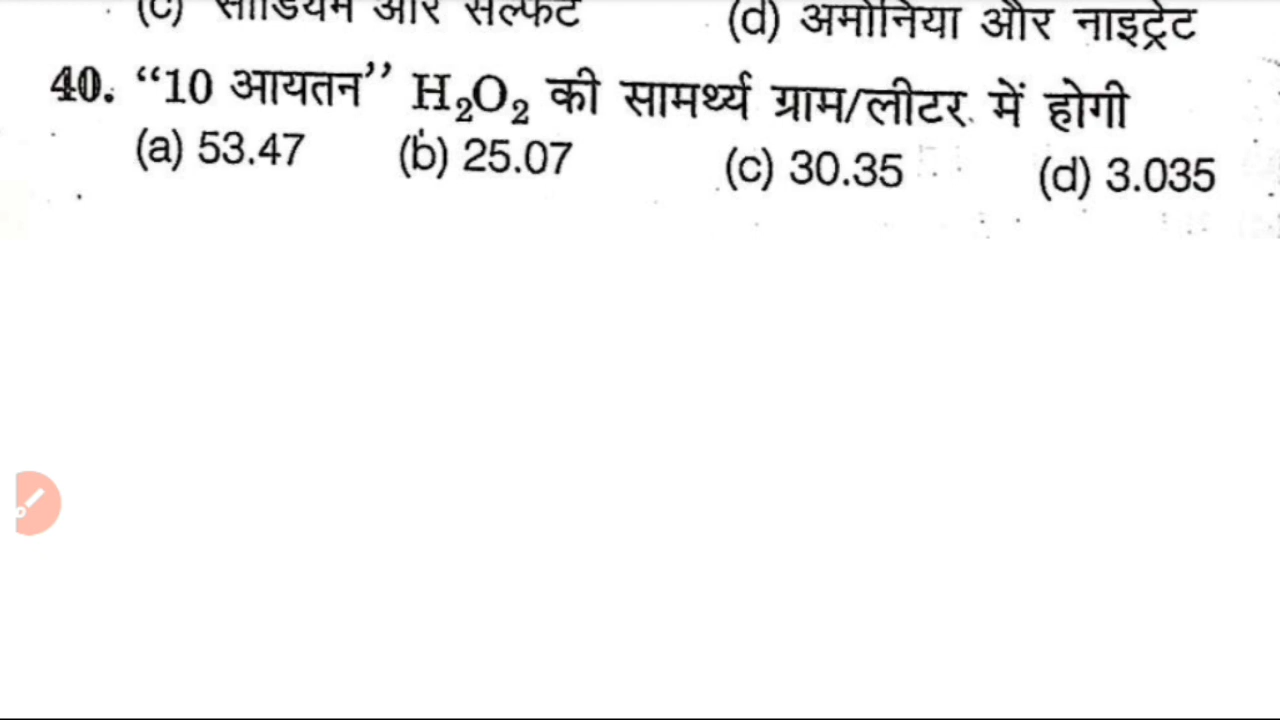 (c) सोडियम और सल्फेट (d) अमोनिया और नाइट्रेट
40. “10 आयतन” H₂O₂ की सामर्थ्य ग्राम/लीटर में होगी
(a) 53.47 (b) 25.07 (c) 30.35 (d) 3.035